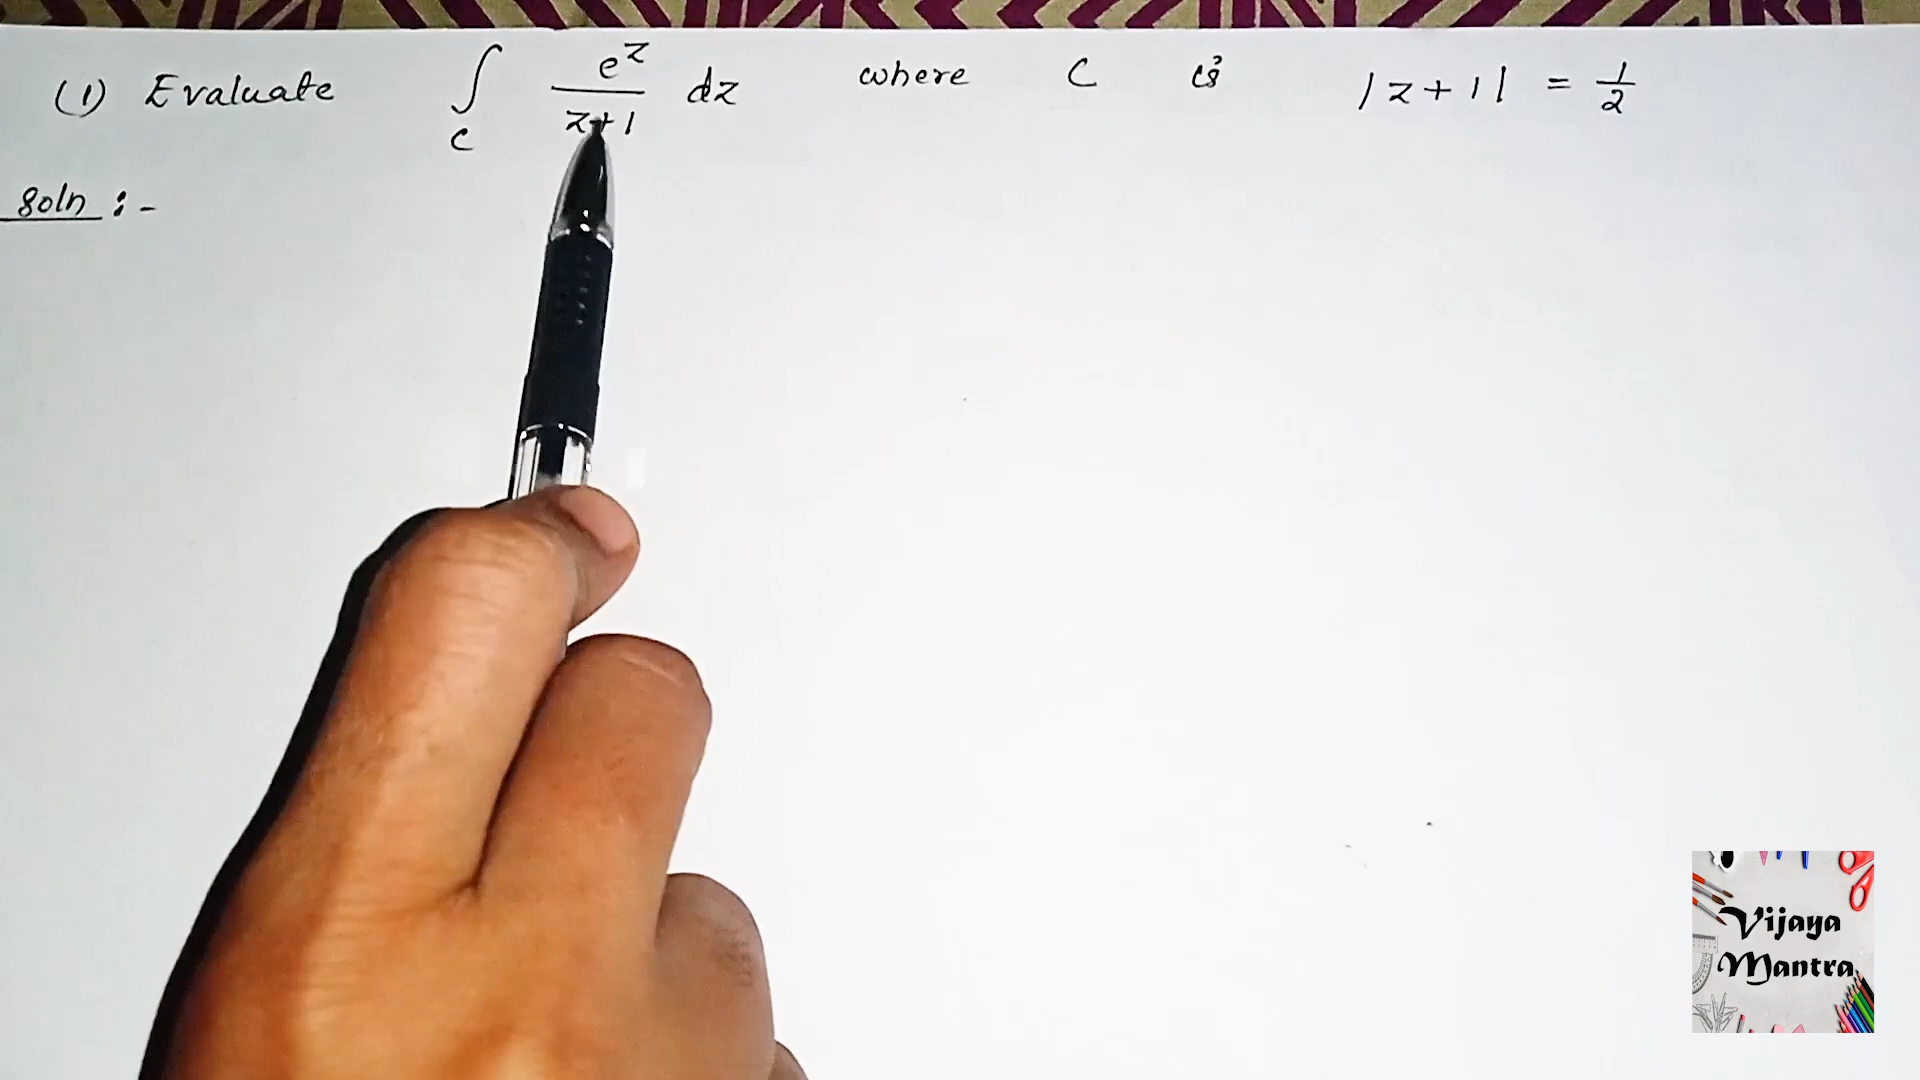 (1) Evaluate ∫_C e^z/(z+1) dz where C is |z+1| = 1/2
Soln :-
Vijaya
Mantra